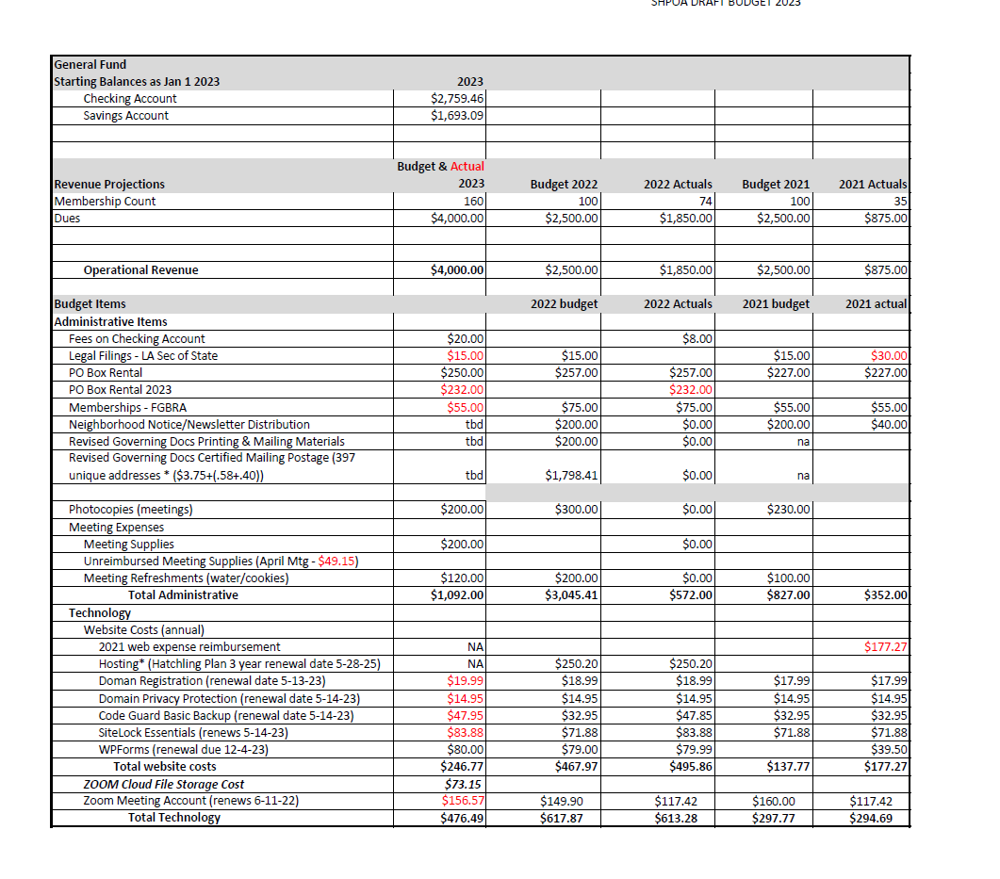 SHPOA DRAFT BUDGET 2023
General Fund
Starting Balances as Jan 1 2023 2023
Checking Account $2,759.46
Savings Account $1,693.09
Budget & Actual
Revenue Projections 2023 Budget 2022 2022 Actuals Budget 2021 2021 Actuals
Membership Count 160 100 74 100 35
Dues $4,000.00 $2,500.00 $1,850.00 $2,500.00 $875.00
Operational Revenue $4,000.00 $2,500.00 $1,850.00 $2,500.00 $875.00
Budget Items 2022 budget 2022 Actuals 2021 budget 2021 actual
Administrative Items
Fees on Checking Account $20.00 $8.00
Legal Filings - LA Sec of State $15.00 $15.00 $15.00 $30.00
PO Box Rental $250.00 $257.00 $257.00 $227.00 $227.00
PO Box Rental 2023 $232.00 $232.00
Memberships - FGBRA $55.00 $75.00 $75.00 $55.00 $55.00
Neighborhood Notice/Newsletter Distribution tbd $200.00 $0.00 $200.00 $40.00
Revised Governing Docs Printing & Mailing Materials tbd $200.00 $0.00 na
Revised Governing Docs Certified Mailing Postage (397
unique addresses * ($3.75+(.58+.40)) tbd $1,798.41 $0.00 na
Photocopies (meetings) $200.00 $300.00 $0.00 $230.00
Meeting Expenses
Meeting Supplies $200.00 $0.00
Unreimbursed Meeting Supplies (April Mtg - $49.15)
Meeting Refreshments (water/cookies) $120.00 $200.00 $0.00 $100.00
Total Administrative $1,092.00 $3,045.41 $572.00 $827.00 $352.00
Technology
Website Costs (annual)
2021 web expense reimbursement NA $177.27
Hosting* (Hatchling Plan 3 year renewal date 5-28-25) NA $250.20 $250.20
Doman Registration (renewal date 5-13-23) $19.99 $18.99 $18.99 $17.99 $17.99
Domain Privacy Protection (renewal date 5-14-23) $14.95 $14.95 $14.95 $14.95 $14.95
Code Guard Basic Backup (renewal date 5-14-23) $47.95 $32.95 $47.85 $32.95 $32.95
SiteLock Essentials (renews 5-14-23) $83.88 $71.88 $83.88 $71.88 $71.88
WPForms (renewal due 12-4-23) $80.00 $79.00 $79.99 $39.50
Total website costs $246.77 $467.97 $495.86 $137.77 $177.27
ZOOM Cloud File Storage Cost $73.15
Zoom Meeting Account (renews 6-11-22) $156.57 $149.90 $117.42 $160.00 $117.42
Total Technology $476.49 $617.87 $613.28 $297.77 $294.69